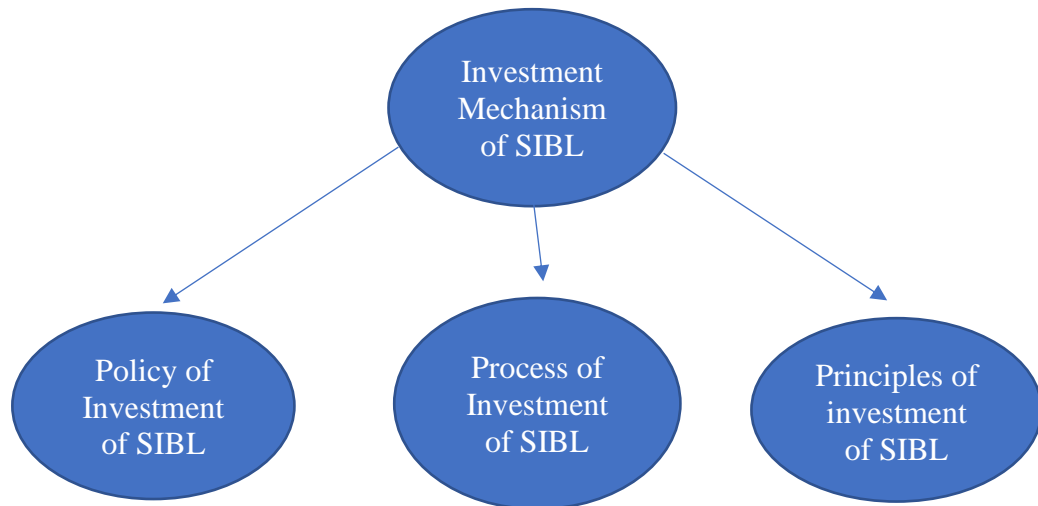 Investment
Mechanism
of SIBL
Policy of
Investment
of SIBL
Process of
Investment
of SIBL
Principles of
investment
of SIBL